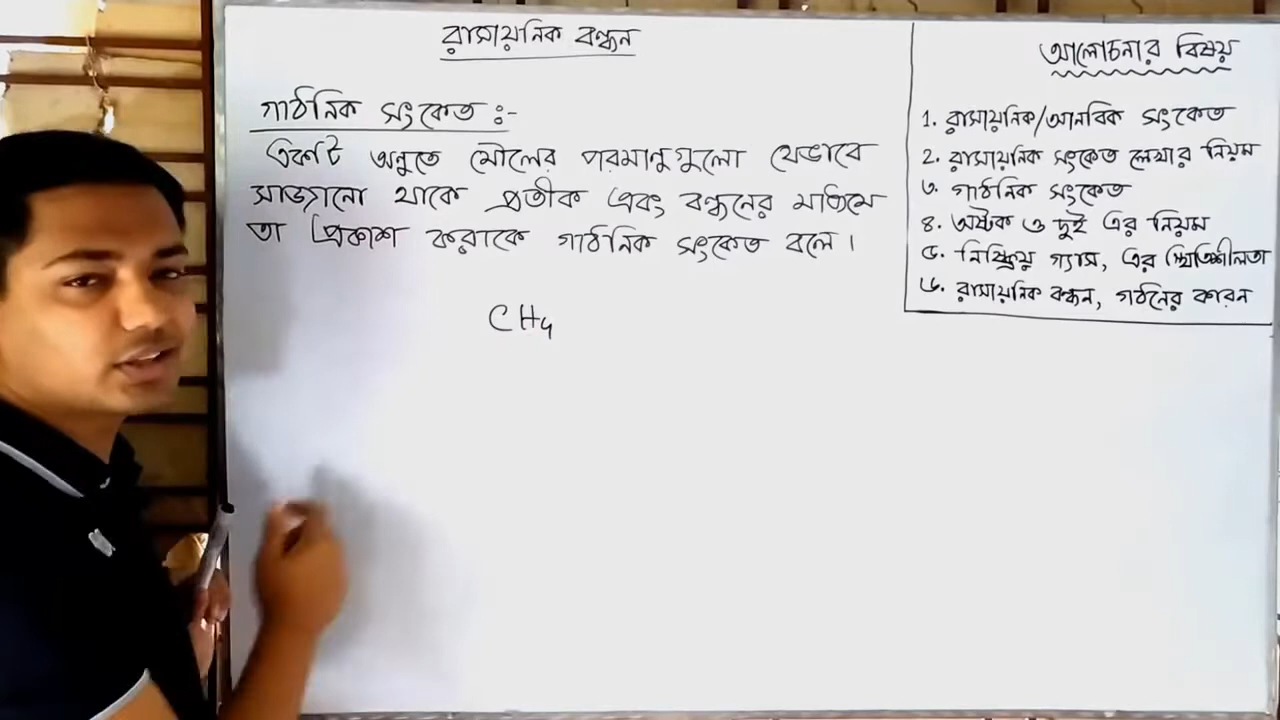 রাসায়নিক বন্ধন
গাঠনিক সংকেত :-
একটি অনুতে মৌলের পরমানুগুলো যেভাবে
সাজানো থাকে প্রতীক এবং বন্ধনের মাধ্যমে
তা প্রকাশ করাকে গাঠনিক সংকেত বলে।
CH4
আলোচনার বিষয়
1. রাসায়নিক/আনবিক সংকেত
2. রাসায়নিক সংকেত লেখার নিয়ম
৩. গাঠনিক সংকেত
৪. অষ্টক ও দুই এর নিয়ম
৫. নিষ্ক্রিয় গ্যাস, এর স্থিতিশীলতা
৬. রাসায়নিক বন্ধন, গঠনের কারন